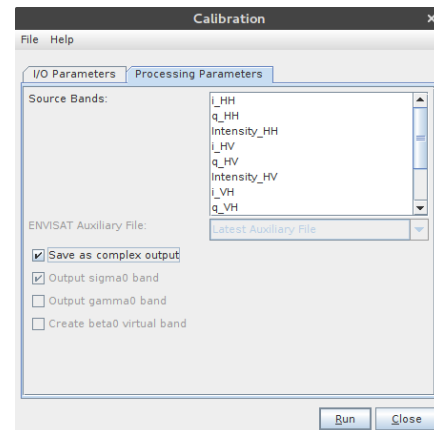 Calibration
File Help
I/O Parameters Processing Parameters
Source Bands:
i_HH
q_HH
Intensity_HH
i_HV
q_HV
Intensity_HV
i_VH
q_VH
ENVISAT Auxiliary File:
Latest Auxiliary File
Save as complex output
Output sigma0 band
Output gamma0 band
Create beta0 virtual band
Run Close